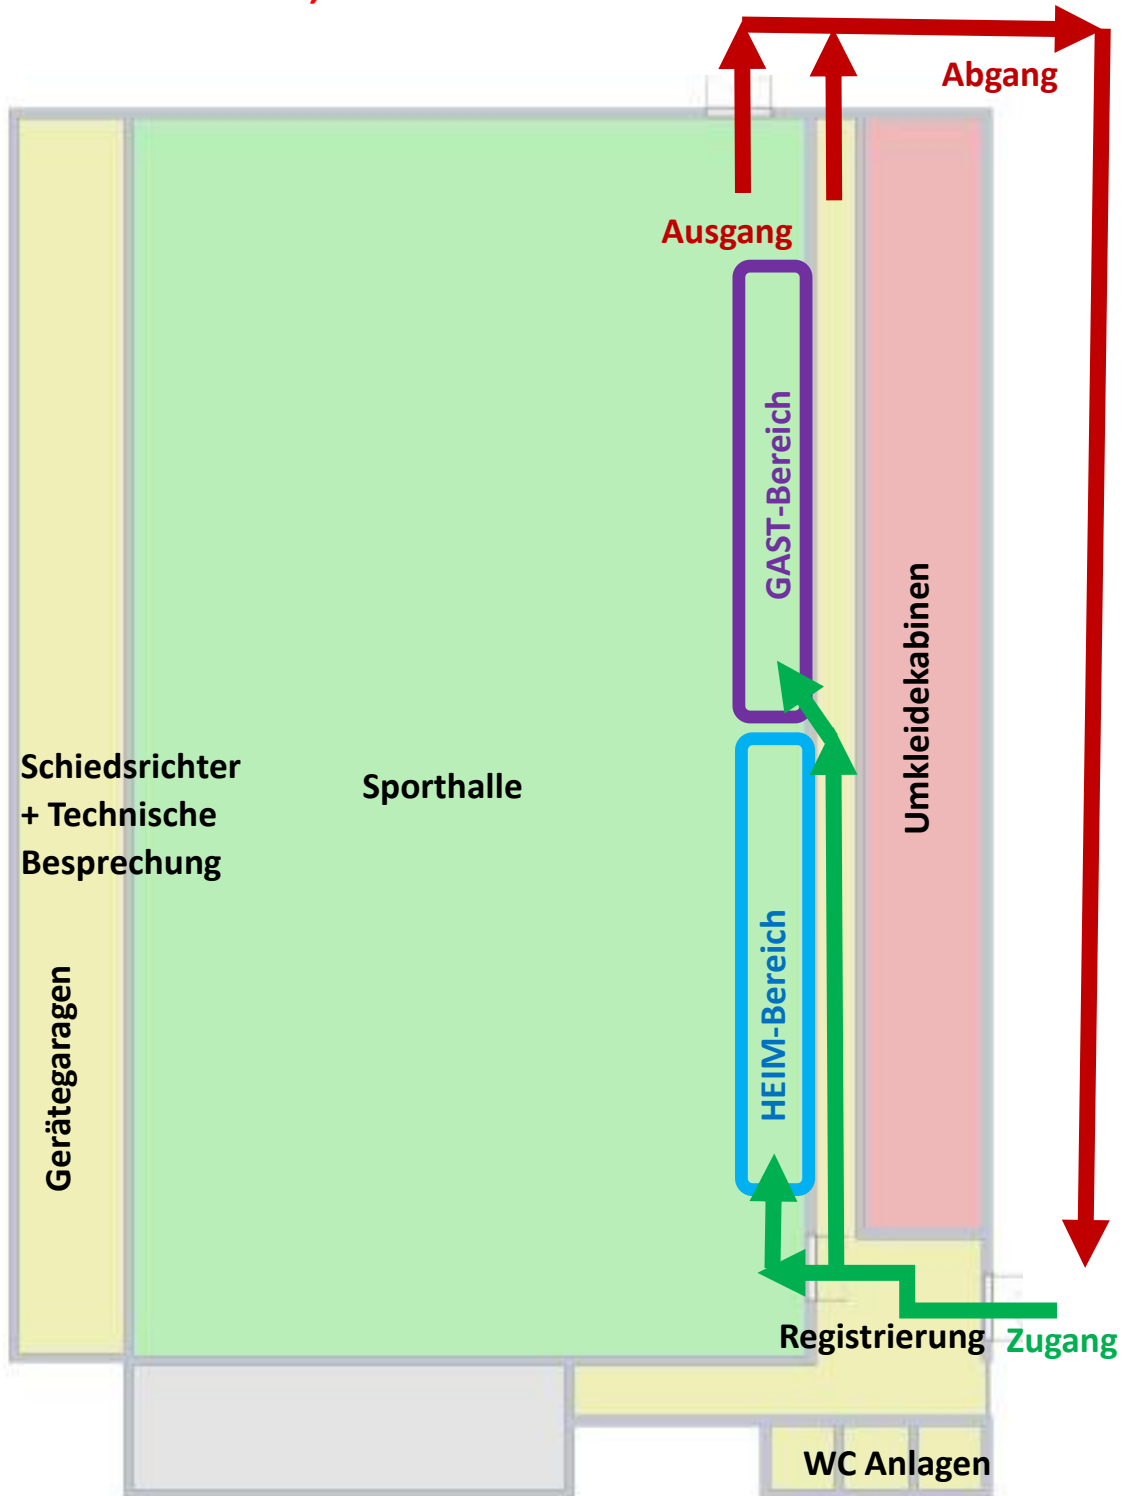 Abgang
Ausgang
GAST-Bereich
Umkleidekabinen
Schiedsrichter
+ Technische
Besprechung
Sporthalle
HEIM-Bereich
Gerätegaragen
Registrierung
Zugang
WC Anlagen